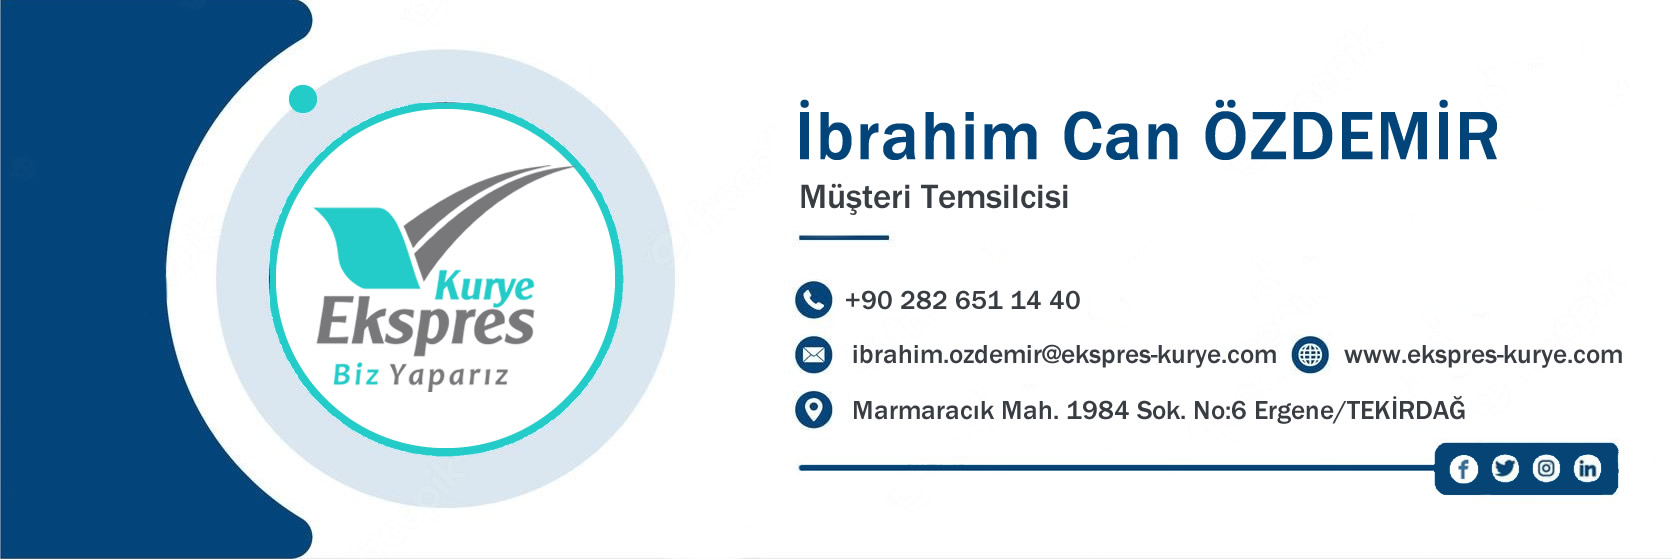 Kurye
Ekspres
Biz Yaparız
İbrahim Can ÖZDEMİR
Müşteri Temsilcisi
+90 282 651 14 40
ibrahim.ozdemir@ekspres-kurye.com www.ekspres-kurye.com
Marmaracık Mah. 1984 Sok. No:6 Ergene/TEKİRDAĞ